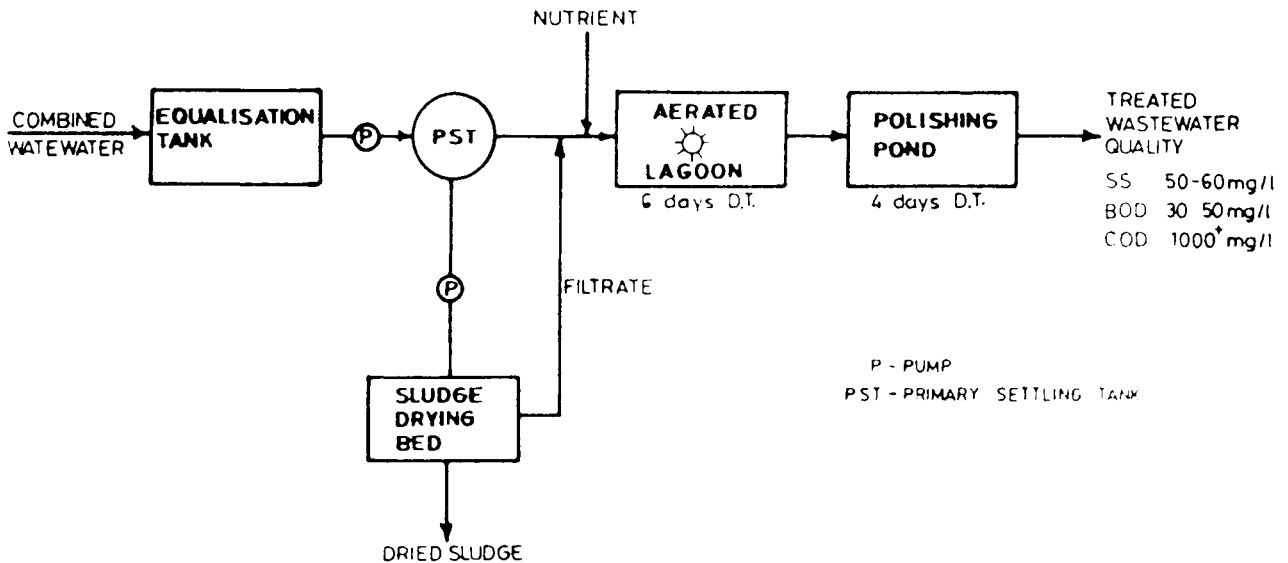 NUTRIENT
COMBINED
WATEWATER
EQUALISATION
TANK
P
PST
AERATED
LAGOON
6 days D.T.
POLISHING
POND
4 days D.T.
TREATED
WASTEWATER
QUALITY
SS 50-60mg/l
BOD 30 50mg/l
COD 1000+ mg/l
P
FILTRATE
SLUDGE
DRYING
BED
DRIED SLUDGE
P - PUMP
PST - PRIMARY SETTLING TANK